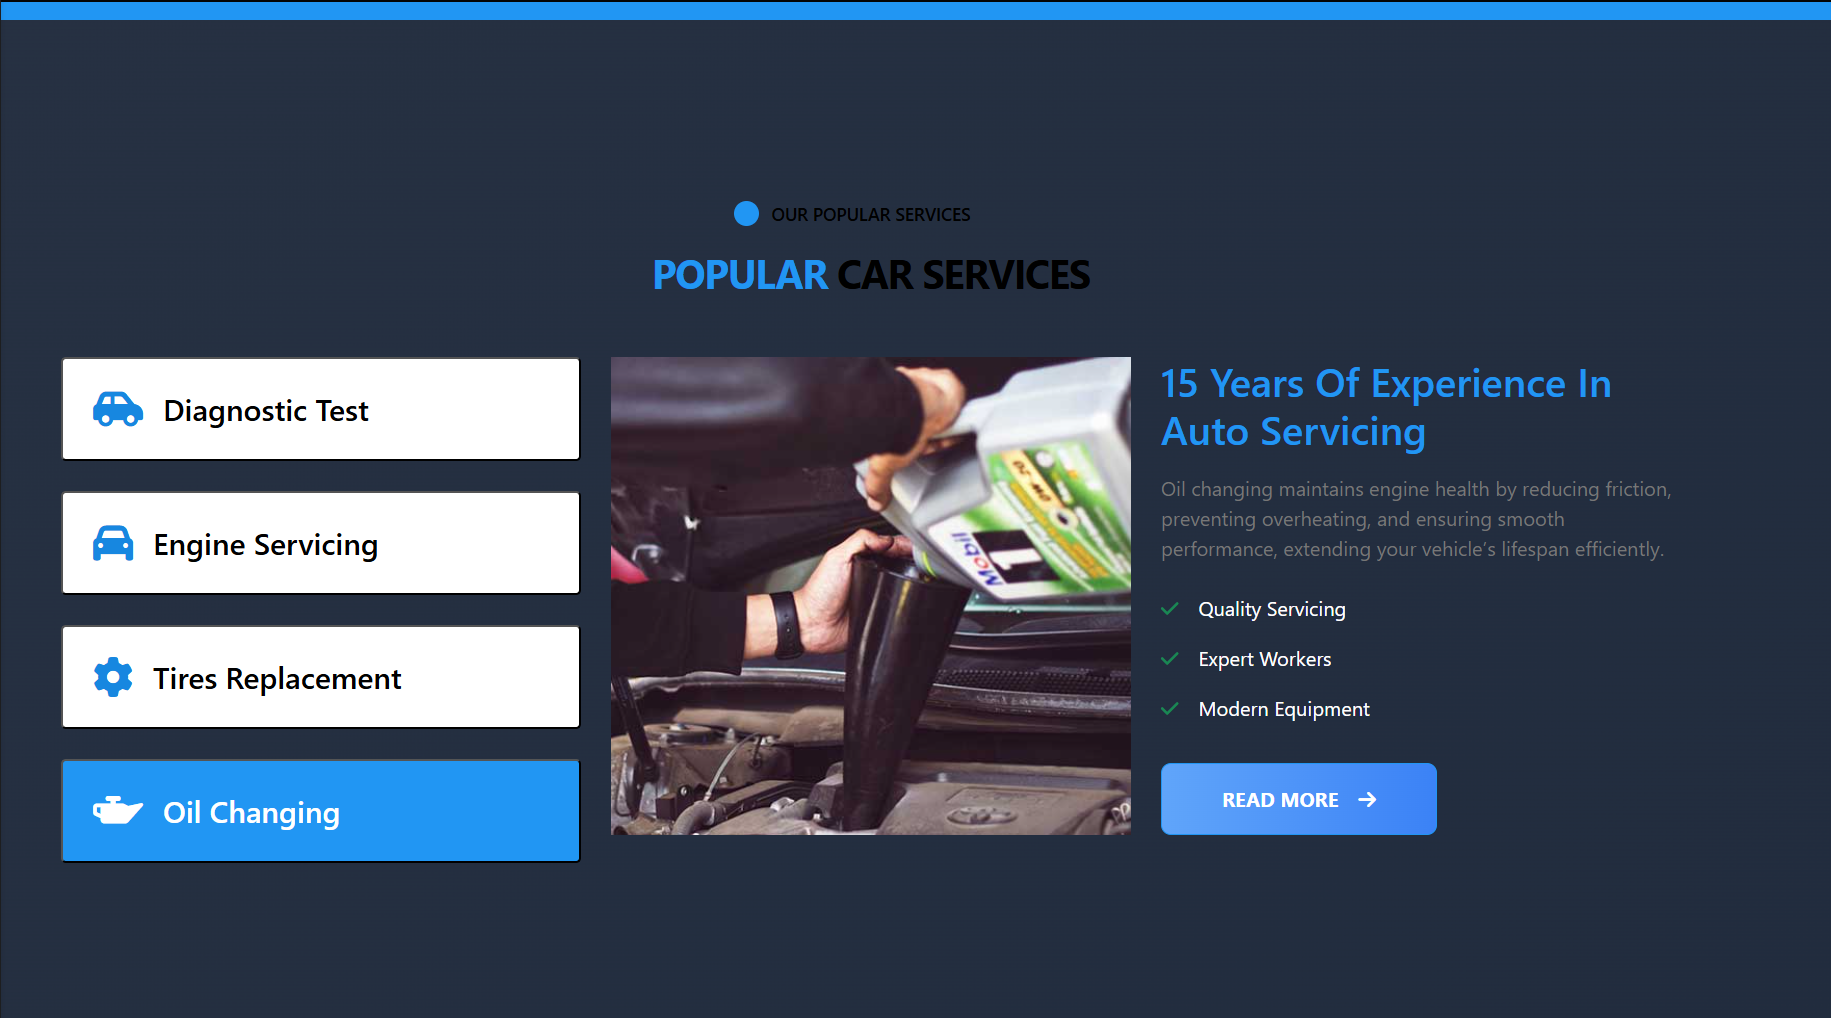 OUR POPULAR SERVICES
POPULAR CAR SERVICES
Diagnostic Test
Engine Servicing
Tires Replacement
Oil Changing
Mobil
1
0W-20
15 Years Of Experience In
Auto Servicing
Oil changing maintains engine health by reducing friction,
preventing overheating, and ensuring smooth
performance, extending your vehicle's lifespan efficiently.
Quality Servicing
Expert Workers
Modern Equipment
READ MORE